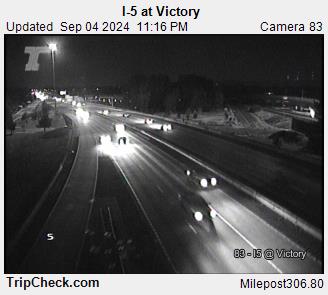 I-5 at Victory
Updated Sep 04 2024 11:16 PM Camera 83
T
S
83 - I5 @ Victory
TripCheck.com Milepost306.80